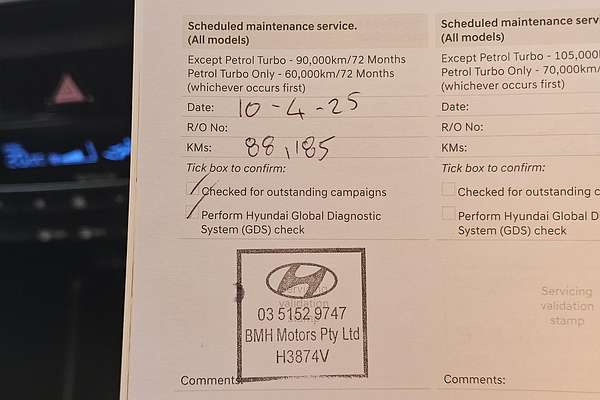 Scheduled maintenance service.
(All models)
Except Petrol Turbo - 90,000km/72 Months
Petrol Turbo Only - 60,000km/72 Months
(whichever occurs first)
Date: 10-4-25
R/O No:
KMs: 88,185
Tick box to confirm:
Checked for outstanding campaigns
Perform Hyundai Global Diagnostic
System (GDS) check
Servicing
validation
stamp
03 5152 9747
BMH Motors Pty Ltd
H3874V
Comments:
Scheduled maintenance serv
(All models)
Except Petrol Turbo - 105,000
Petrol Turbo Only - 70,000km/
(whichever occurs first)
Date:
R/O No:
KMs:
Tick box to confirm:
Checked for outstanding c
Perform Hyundai Global D
System (GDS) check
Servicing
validation
stamp
Comments: